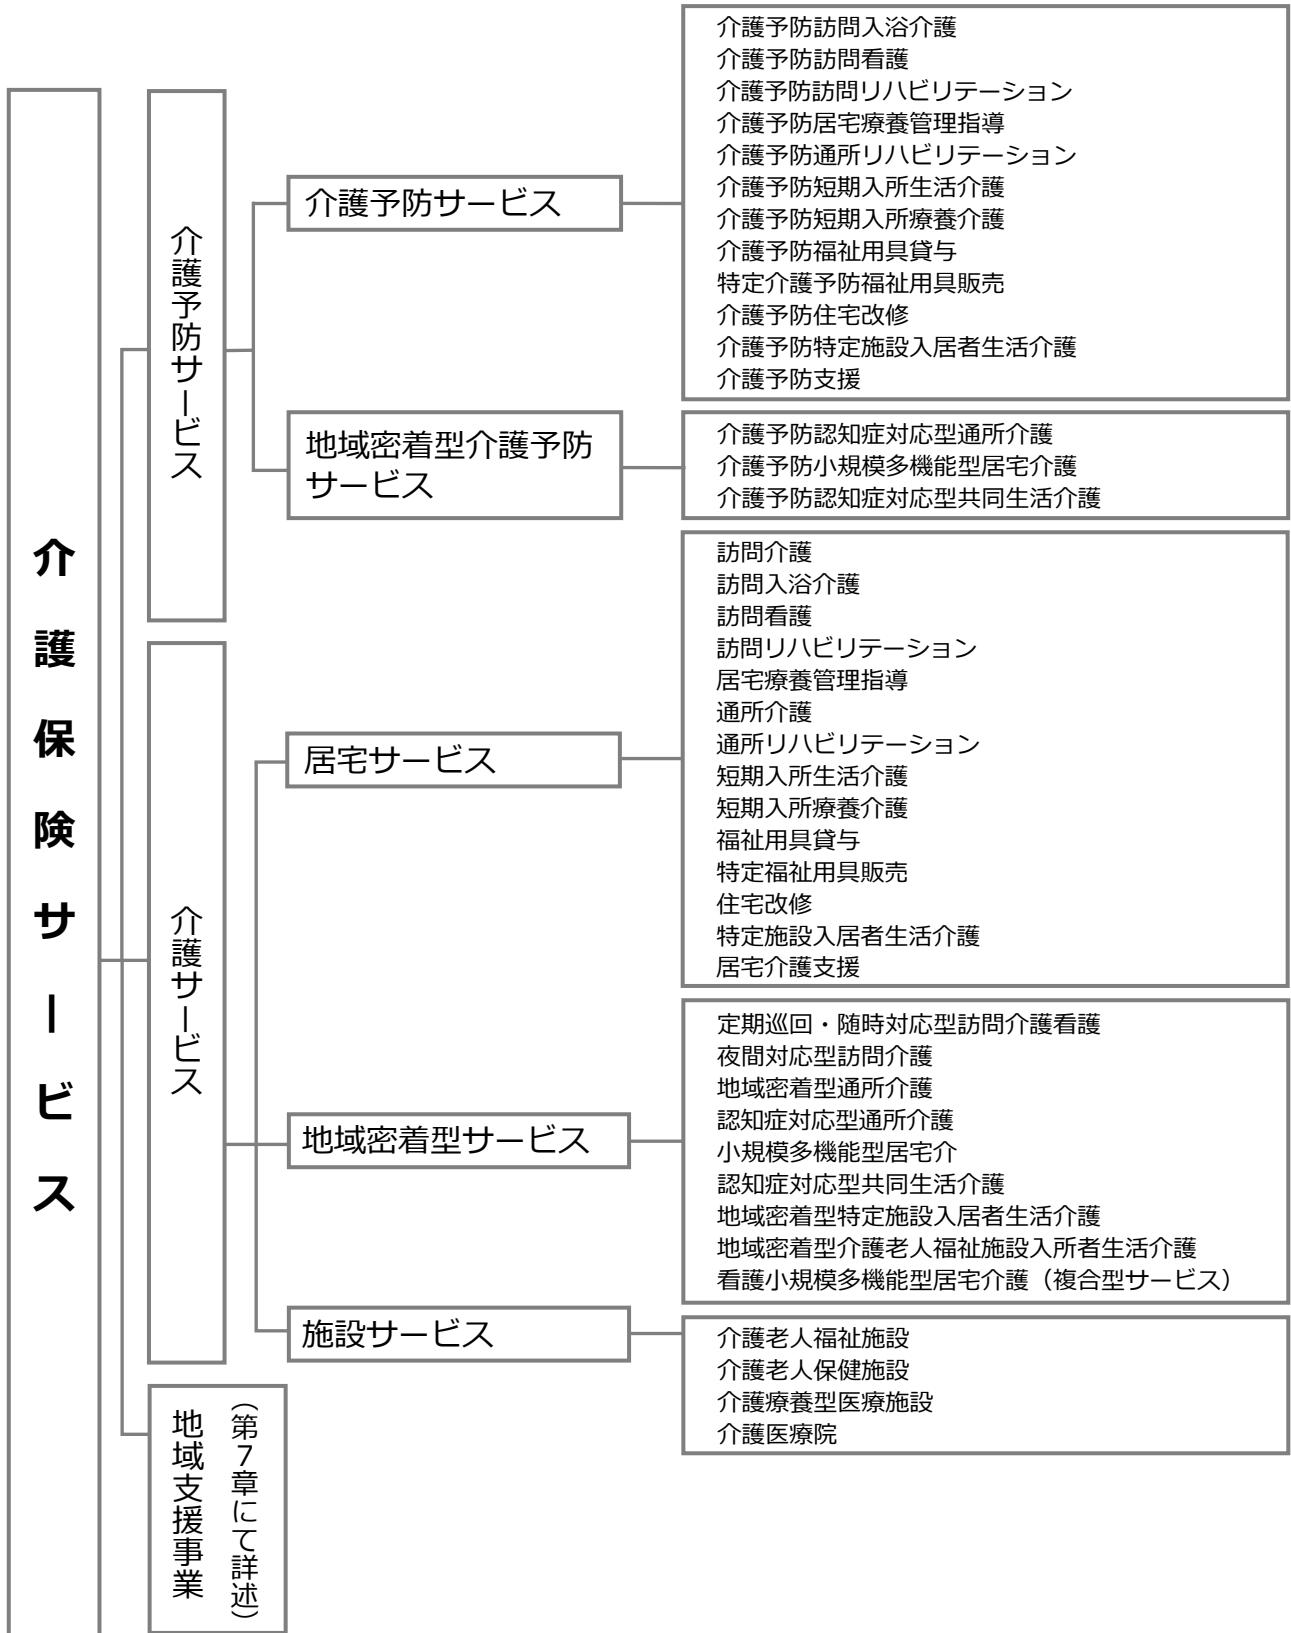 介護保険サービス
介護予防サービス
介護予防サービス
介護予防訪問入浴介護
介護予防訪問看護
介護予防訪問リハビリテーション
介護予防居宅療養管理指導
介護予防通所リハビリテーション
介護予防短期入所生活介護
介護予防短期入所療養介護
介護予防福祉用具貸与
特定介護予防福祉用具販売
介護予防住宅改修
介護予防特定施設入居者生活介護
介護予防支援
地域密着型介護予防
サービス
介護予防認知症対応型通所介護
介護予防小規模多機能型居宅介護
介護予防認知症対応型共同生活介護
介護サービス
居宅サービス
訪問介護
訪問入浴介護
訪問看護
訪問リハビリテーション
居宅療養管理指導
通所介護
通所リハビリテーション
短期入所生活介護
短期入所療養介護
福祉用具貸与
特定福祉用具販売
住宅改修
特定施設入居者生活介護
居宅介護支援
地域密着型サービス
定期巡回・随時対応型訪問介護看護
夜間対応型訪問介護
地域密着型通所介護
認知症対応型通所介護
小規模多機能型居宅介
認知症対応型共同生活介護
地域密着型特定施設入居者生活介護
地域密着型介護老人福祉施設入所者生活介護
看護小規模多機能型居宅介護（複合型サービス）
施設サービス
介護老人福祉施設
介護老人保健施設
介護療養型医療施設
介護医療院
地域支援事業
（第7章にて詳述）